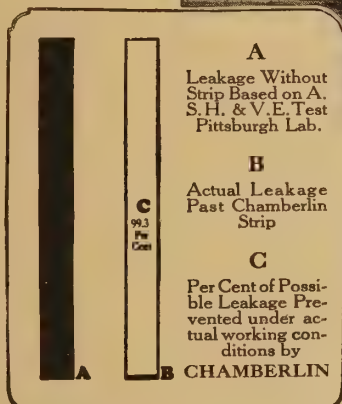 A
Leakage Without
Strip Based on A.
S. H. & V. E. Test
Pittsburgh Lab.
B
Actual Leakage
Past Chamberlin
Strip
C
Per Cent of Possi-
ble Leakage Pre-
vented under ac-
tual working con-
ditions by
CHAMBERLIN
C
99.3
Per
Cent
A
B